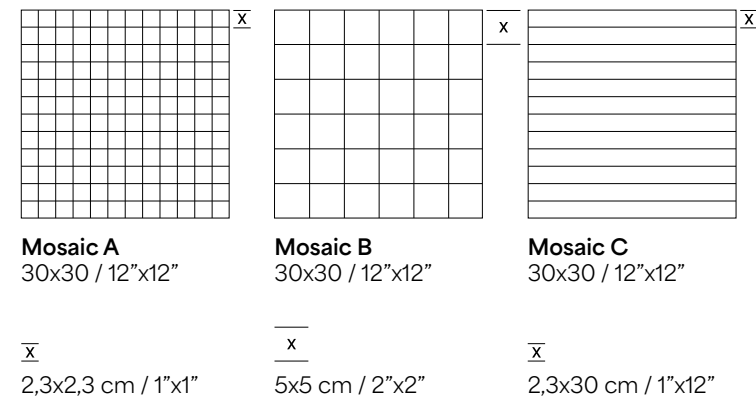 x
x
x
Mosaic A
30x30 / 12”x12”
Mosaic B
30x30 / 12”x12”
Mosaic C
30x30 / 12”x12”
x
2,3x2,3 cm / 1”x1”
x
5x5 cm / 2”x2”
x
2,3x30 cm / 1”x12”